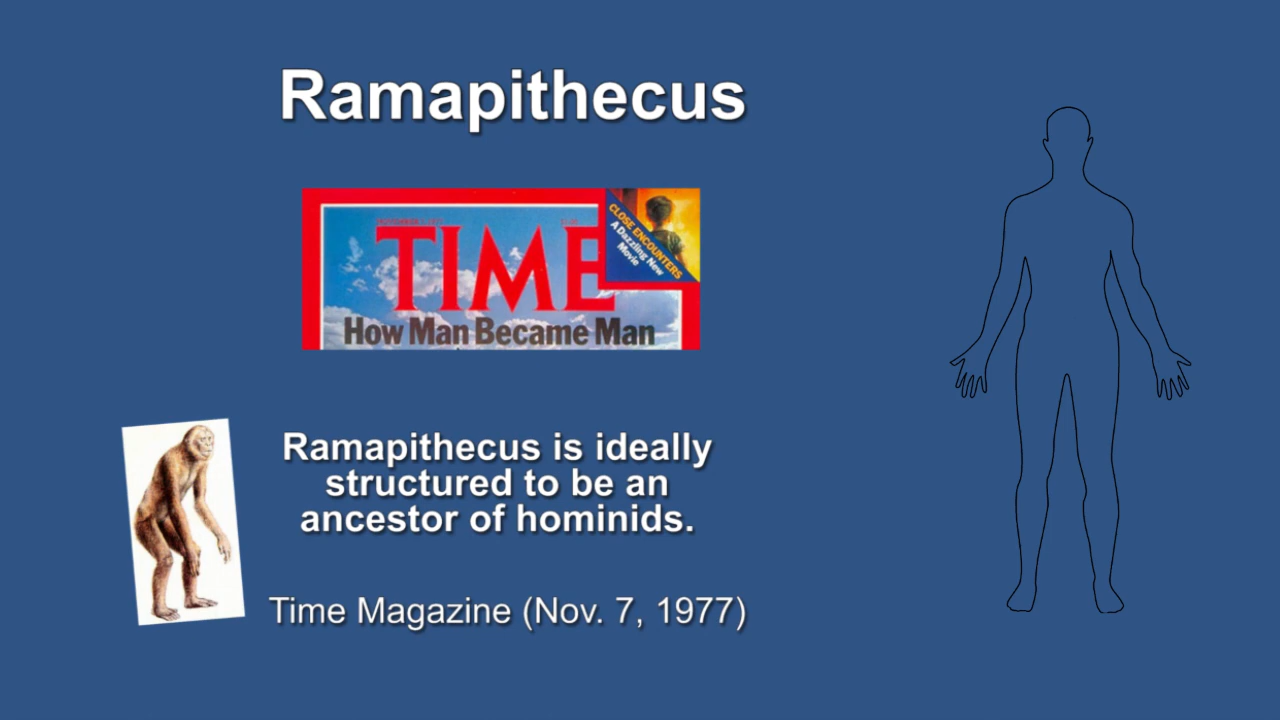 Ramapithecus
TIME
CLOSE ENCOUNTERS
A Dazzling New
Movie
How Man Became Man
Ramapithecus is ideally
structured to be an
ancestor of hominids.
Time Magazine (Nov. 7, 1977)